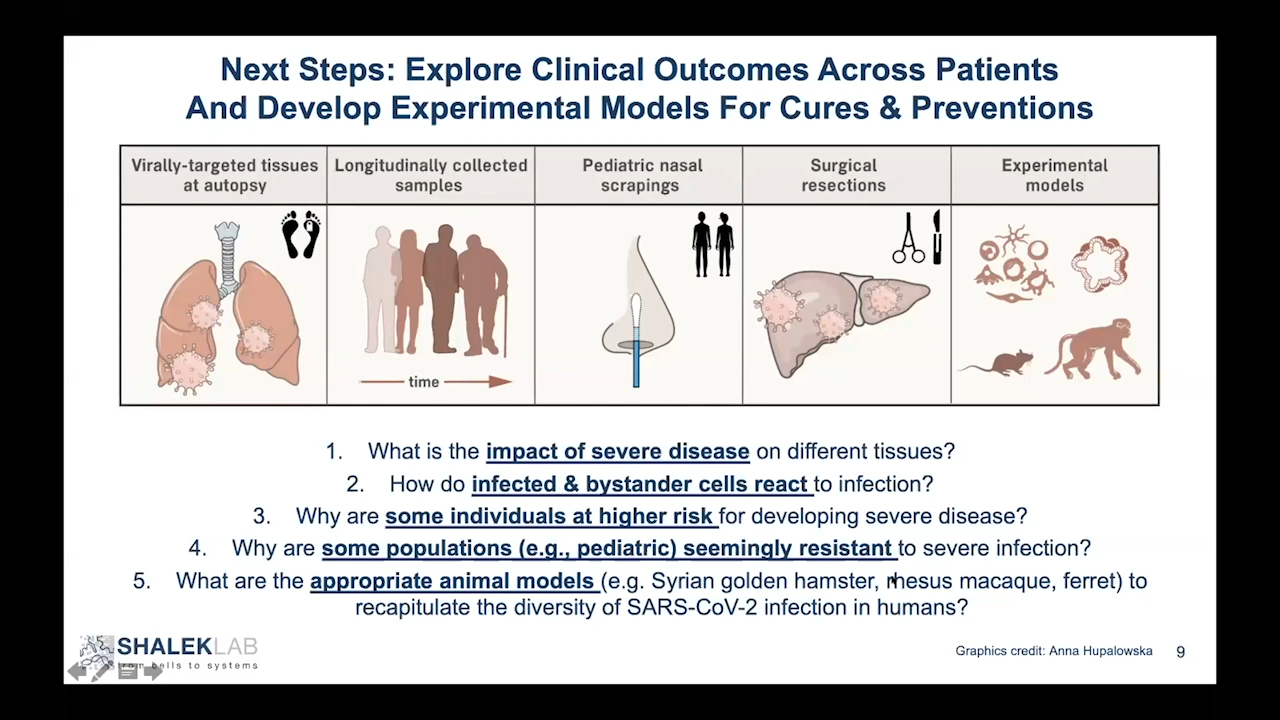 Next Steps: Explore Clinical Outcomes Across Patients
And Develop Experimental Models For Cures & Preventions
Virally-targeted tissues
at autopsy
Longitudinally collected
samples
Pediatric nasal
scrapings
Surgical
resections
Experimental
models
time
1. What is the impact of severe disease on different tissues?
2. How do infected & bystander cells react to infection?
3. Why are some individuals at higher risk for developing severe disease?
4. Why are some populations (e.g., pediatric) seemingly resistant to severe infection?
5. What are the appropriate animal models (e.g. Syrian golden hamster, rhesus macaque, ferret) to
recapitulate the diversity of SARS-CoV-2 infection in humans?
SHALEKLAB
from cells to systems
Graphics credit: Anna Hupalowska
9